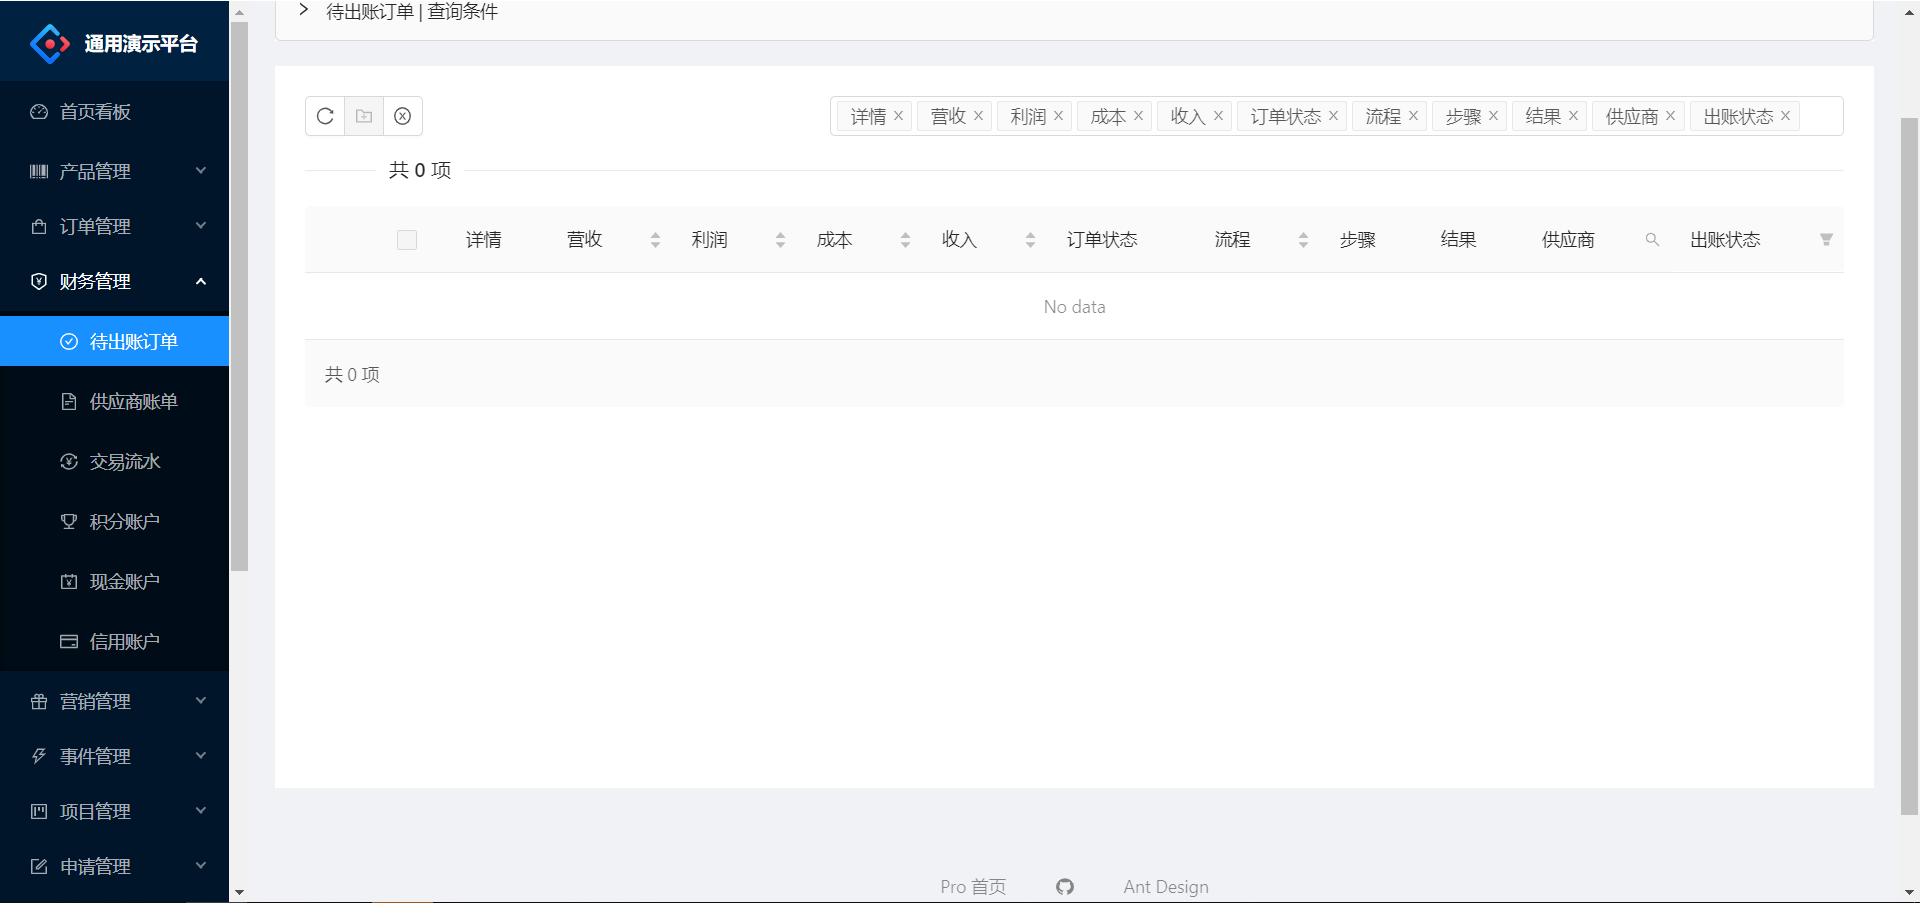 通用演示平台
首页看板
产品管理
订单管理
财务管理
待出账订单
供应商账单
交易流水
积分账户
现金账户
信用账户
营销管理
事件管理
项目管理
申请管理
待出账订单 | 查询条件
详情 营收 利润 成本 收入 订单状态 流程 步骤 结果 供应商 出账状态
共 0 项
详情 营收 利润 成本 收入 订单状态 流程 步骤 结果 供应商 出账状态
No data
共 0 项
Pro 首页 Ant Design